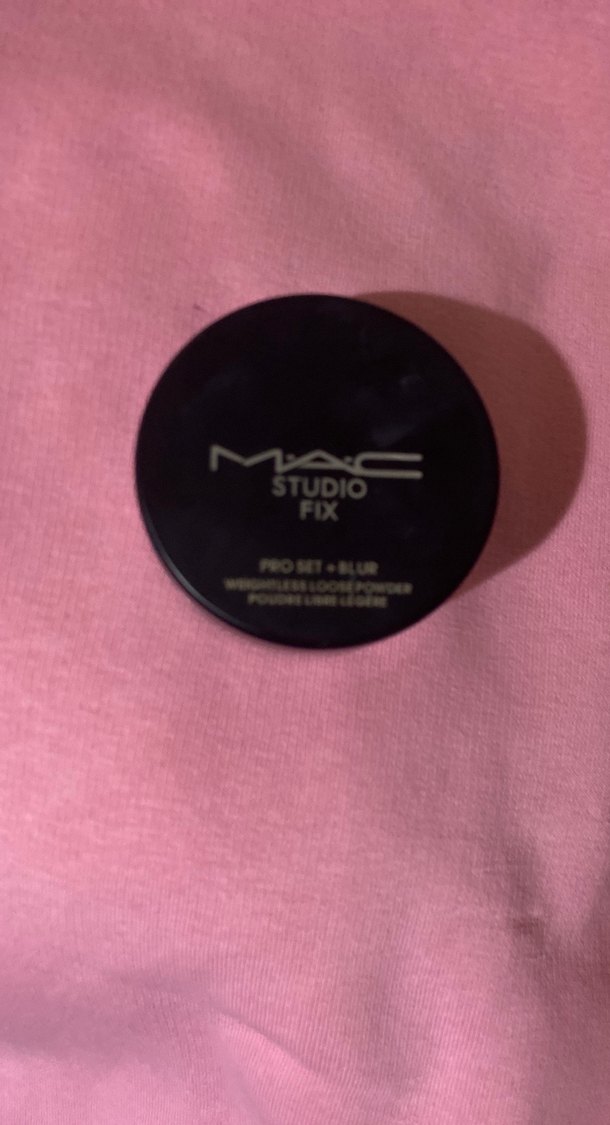 M·A·C
STUDIO
FIX
PRO SET + BLUR
WEIGHTLESS LOOSE POWDER
POUDRE LIBRE LÉGÈRE